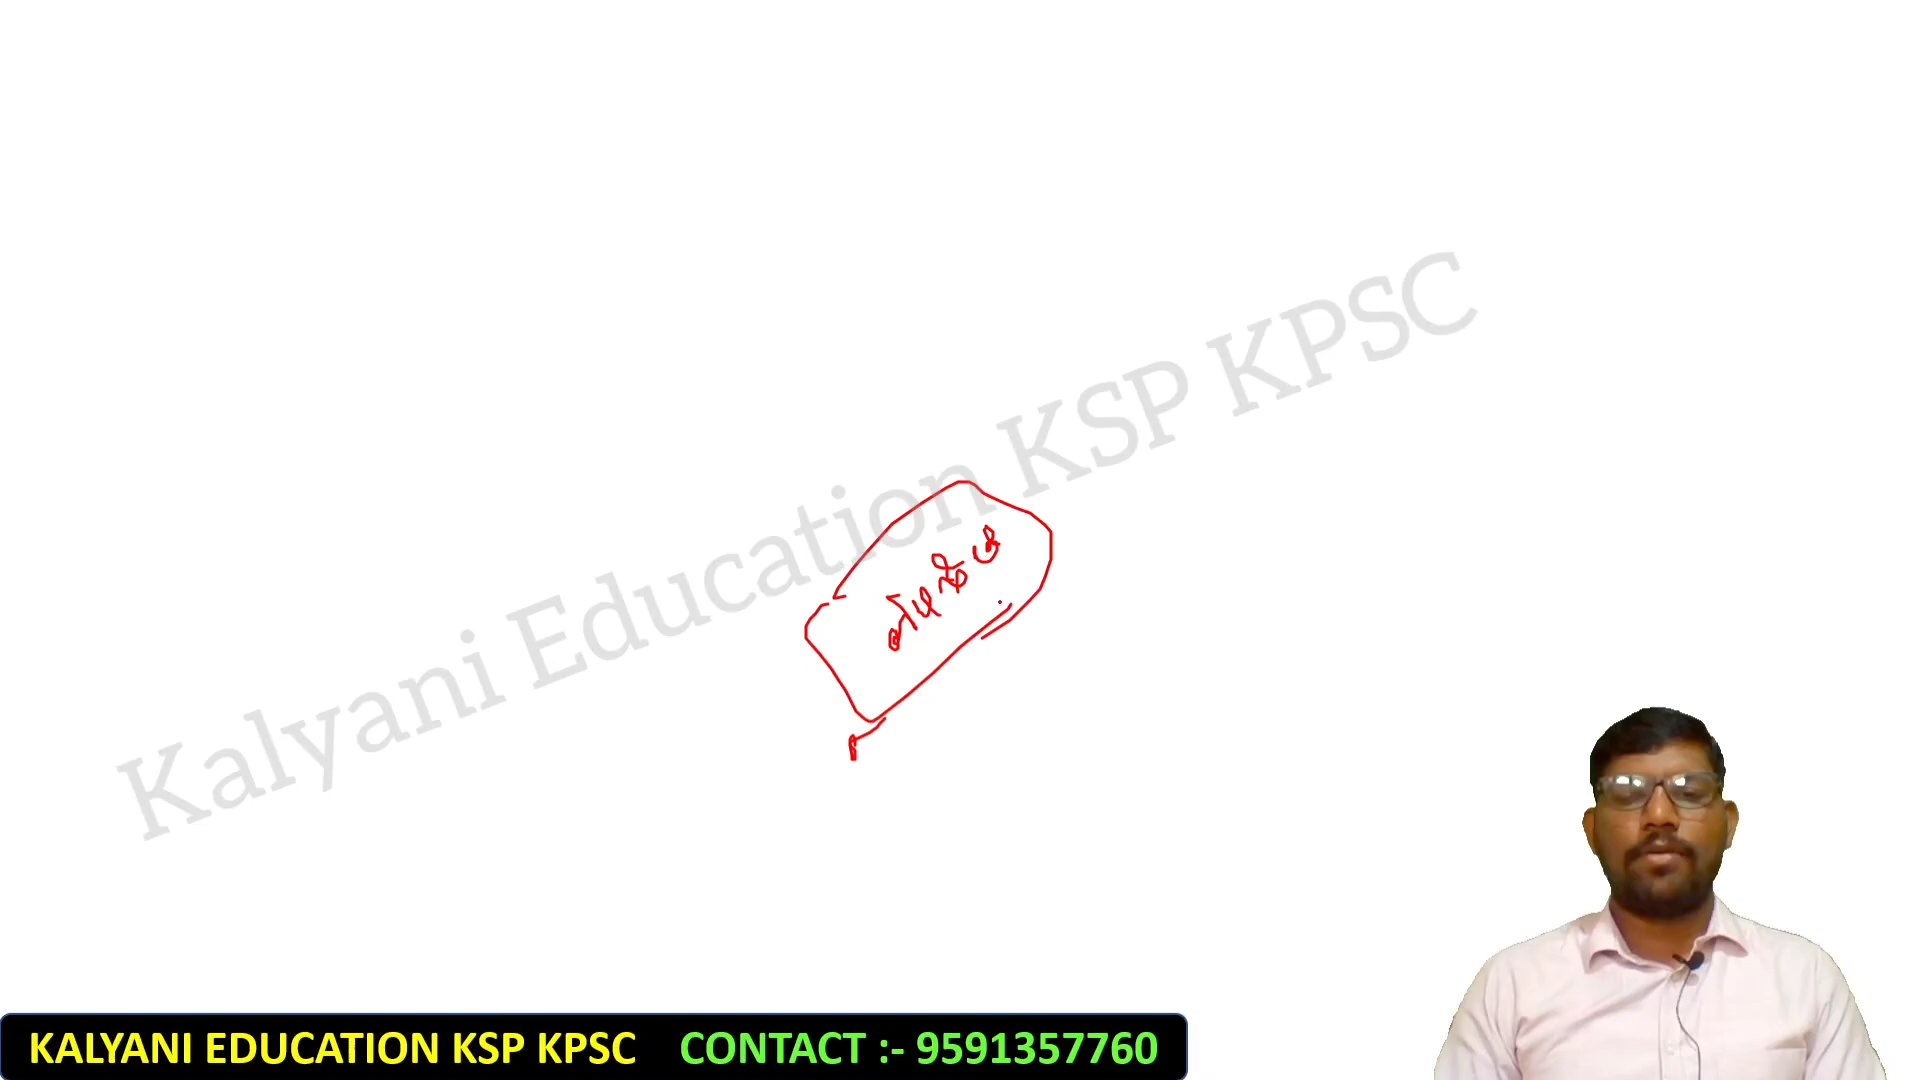 Kalyani Education KSP KPSC
KALYANI EDUCATION KSP KPSC CONTACT :- 9591357760